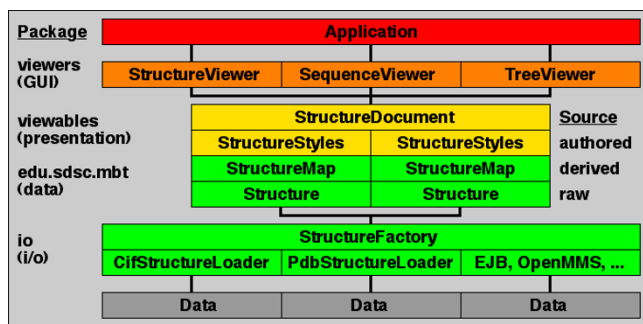 Package Application
viewers StructureViewer SequenceViewer TreeViewer
(GUI)
StructureDocument Source
viewables
(presentation) StructureStyles StructureStyles authored
edu.sdsc.mbt StructureMap StructureMap derived
(data) Structure Structure raw
io StructureFactory
(i/o) CifStructureLoader PdbStructureLoader EJB, OpenMMS, ...
Data Data Data